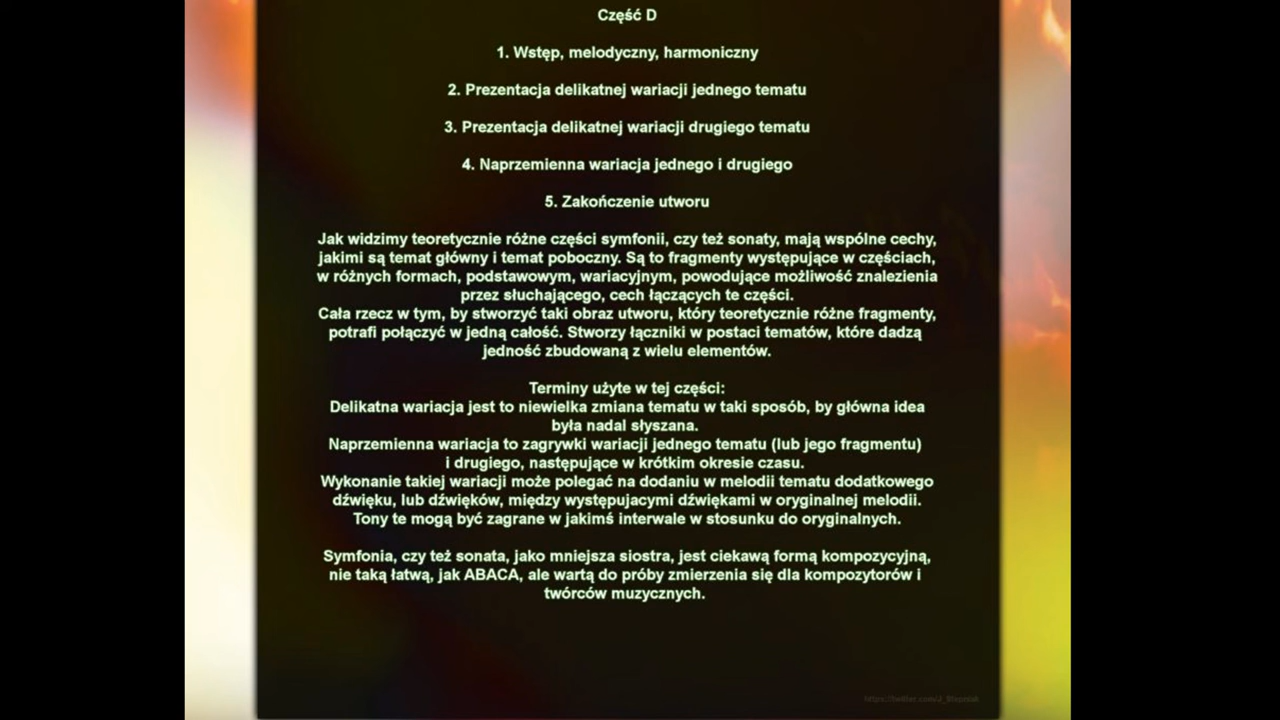 Część D
1. Wstęp, melodyczny, harmoniczny
2. Prezentacja delikatnej wariacji jednego tematu
3. Prezentacja delikatnej wariacji drugiego tematu
4. Naprzemienna wariacja jednego i drugiego
5. Zakończenie utworu
Jak widzimy teoretycznie różne części symfonii, czy też sonaty, mają wspólne cechy,
jakimi są temat główny i temat poboczny. Są to fragmenty występujące w częściach,
w różnych formach, podstawowym, wariacyjnym, powodujące możliwość znalezienia
przez słuchającego, cech łączących te części.
Cała rzecz w tym, by stworzyć taki obraz utworu, który teoretycznie różne fragmenty,
potrafi połączyć w jedną całość. Stworzy łączniki w postaci tematów, które dadzą
jedność zbudowaną z wielu elementów.
Terminy użyte w tej części:
Delikatna wariacja jest to niewielka zmiana tematu w taki sposób, by główna idea
była nadal słyszana.
Naprzemienna wariacja to zagrywki wariacji jednego tematu (lub jego fragmentu)
i drugiego, następujące w krótkim okresie czasu.
Wykonanie takiej wariacji może polegać na dodaniu w melodii tematu dodatkowego
dźwięku, lub dźwięków, między występujacymi dźwiękami w oryginalnej melodii.
Tony te mogą być zagrane w jakimś interwale w stosunku do oryginalnych.
Symfonia, czy też sonata, jako mniejsza siostra, jest ciekawą formą kompozycyjną,
nie taką łatwą, jak ABACA, ale wartą do próby zmierzenia się dla kompozytorów i
twórców muzycznych.